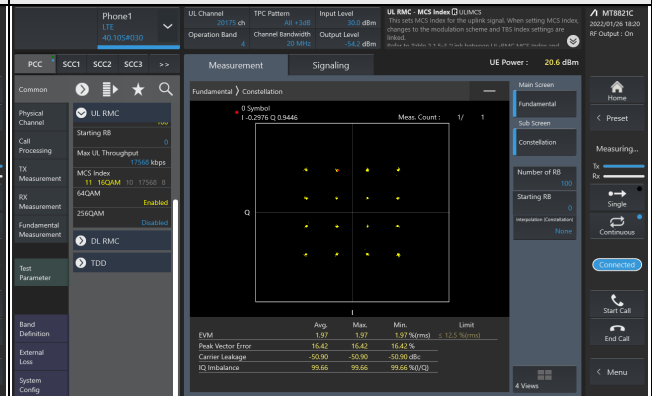 Phone1
LTE
40.105#030
UL Channel
20175 ch
Operation Band
4
TPC Pattern
All +3dB
Channel Bandwidth
20 MHz
Input Level
30.0 dBm
Output Level
-54.2 dBm
UL RMC - MCS Index ULIMCS
This sets MCS Index for the uplink signal. When setting MCS Index,
changes to the modulation scheme and TBS Index settings are
linked.
MT8821C
2022/01/26 18:20
RF Output : On
PCC SCC1 SCC2 SCC3 >>
Measurement
Signaling
UE Power : 20.6 dBm
Common
Physical
Channel
Call
Processing
TX
Measurement
RX
Measurement
Fundamental
Measurement
Test
Parameter
Band
Definition
External
Loss
System
Config
UL RMC
100
Starting RB
0
Max UL Throughput
17568 kbps
MCS Index
11 16QAM 10 17568 8
64QAM
Enabled
256QAM
Disabled
DL RMC
TDD
Fundamental
Constellation
0 Symbol
I -0.2976 Q 0.9446
Meas. Count : 1/ 1
Q
I
Avg. Max. Min. Limit
EVM 1.97 1.97 1.97 %(rms) ≤ 12.5 %(rms)
Peak Vector Error 16.42 16.42 16.42 %
Carrier Leakage -50.90 -50.90 -50.90 dBc
IQ Imbalance 99.66 99.66 99.66 %(I/Q)
Main Screen
Fundamental
Sub Screen
Constellation
Number of RB
100
Starting RB
0
Interpolation (Constellation)
None
4 Views
Home
Preset
Measuring...
Tx
Rx
Single
Continuous
Connected
Start Call
End Call
Menu